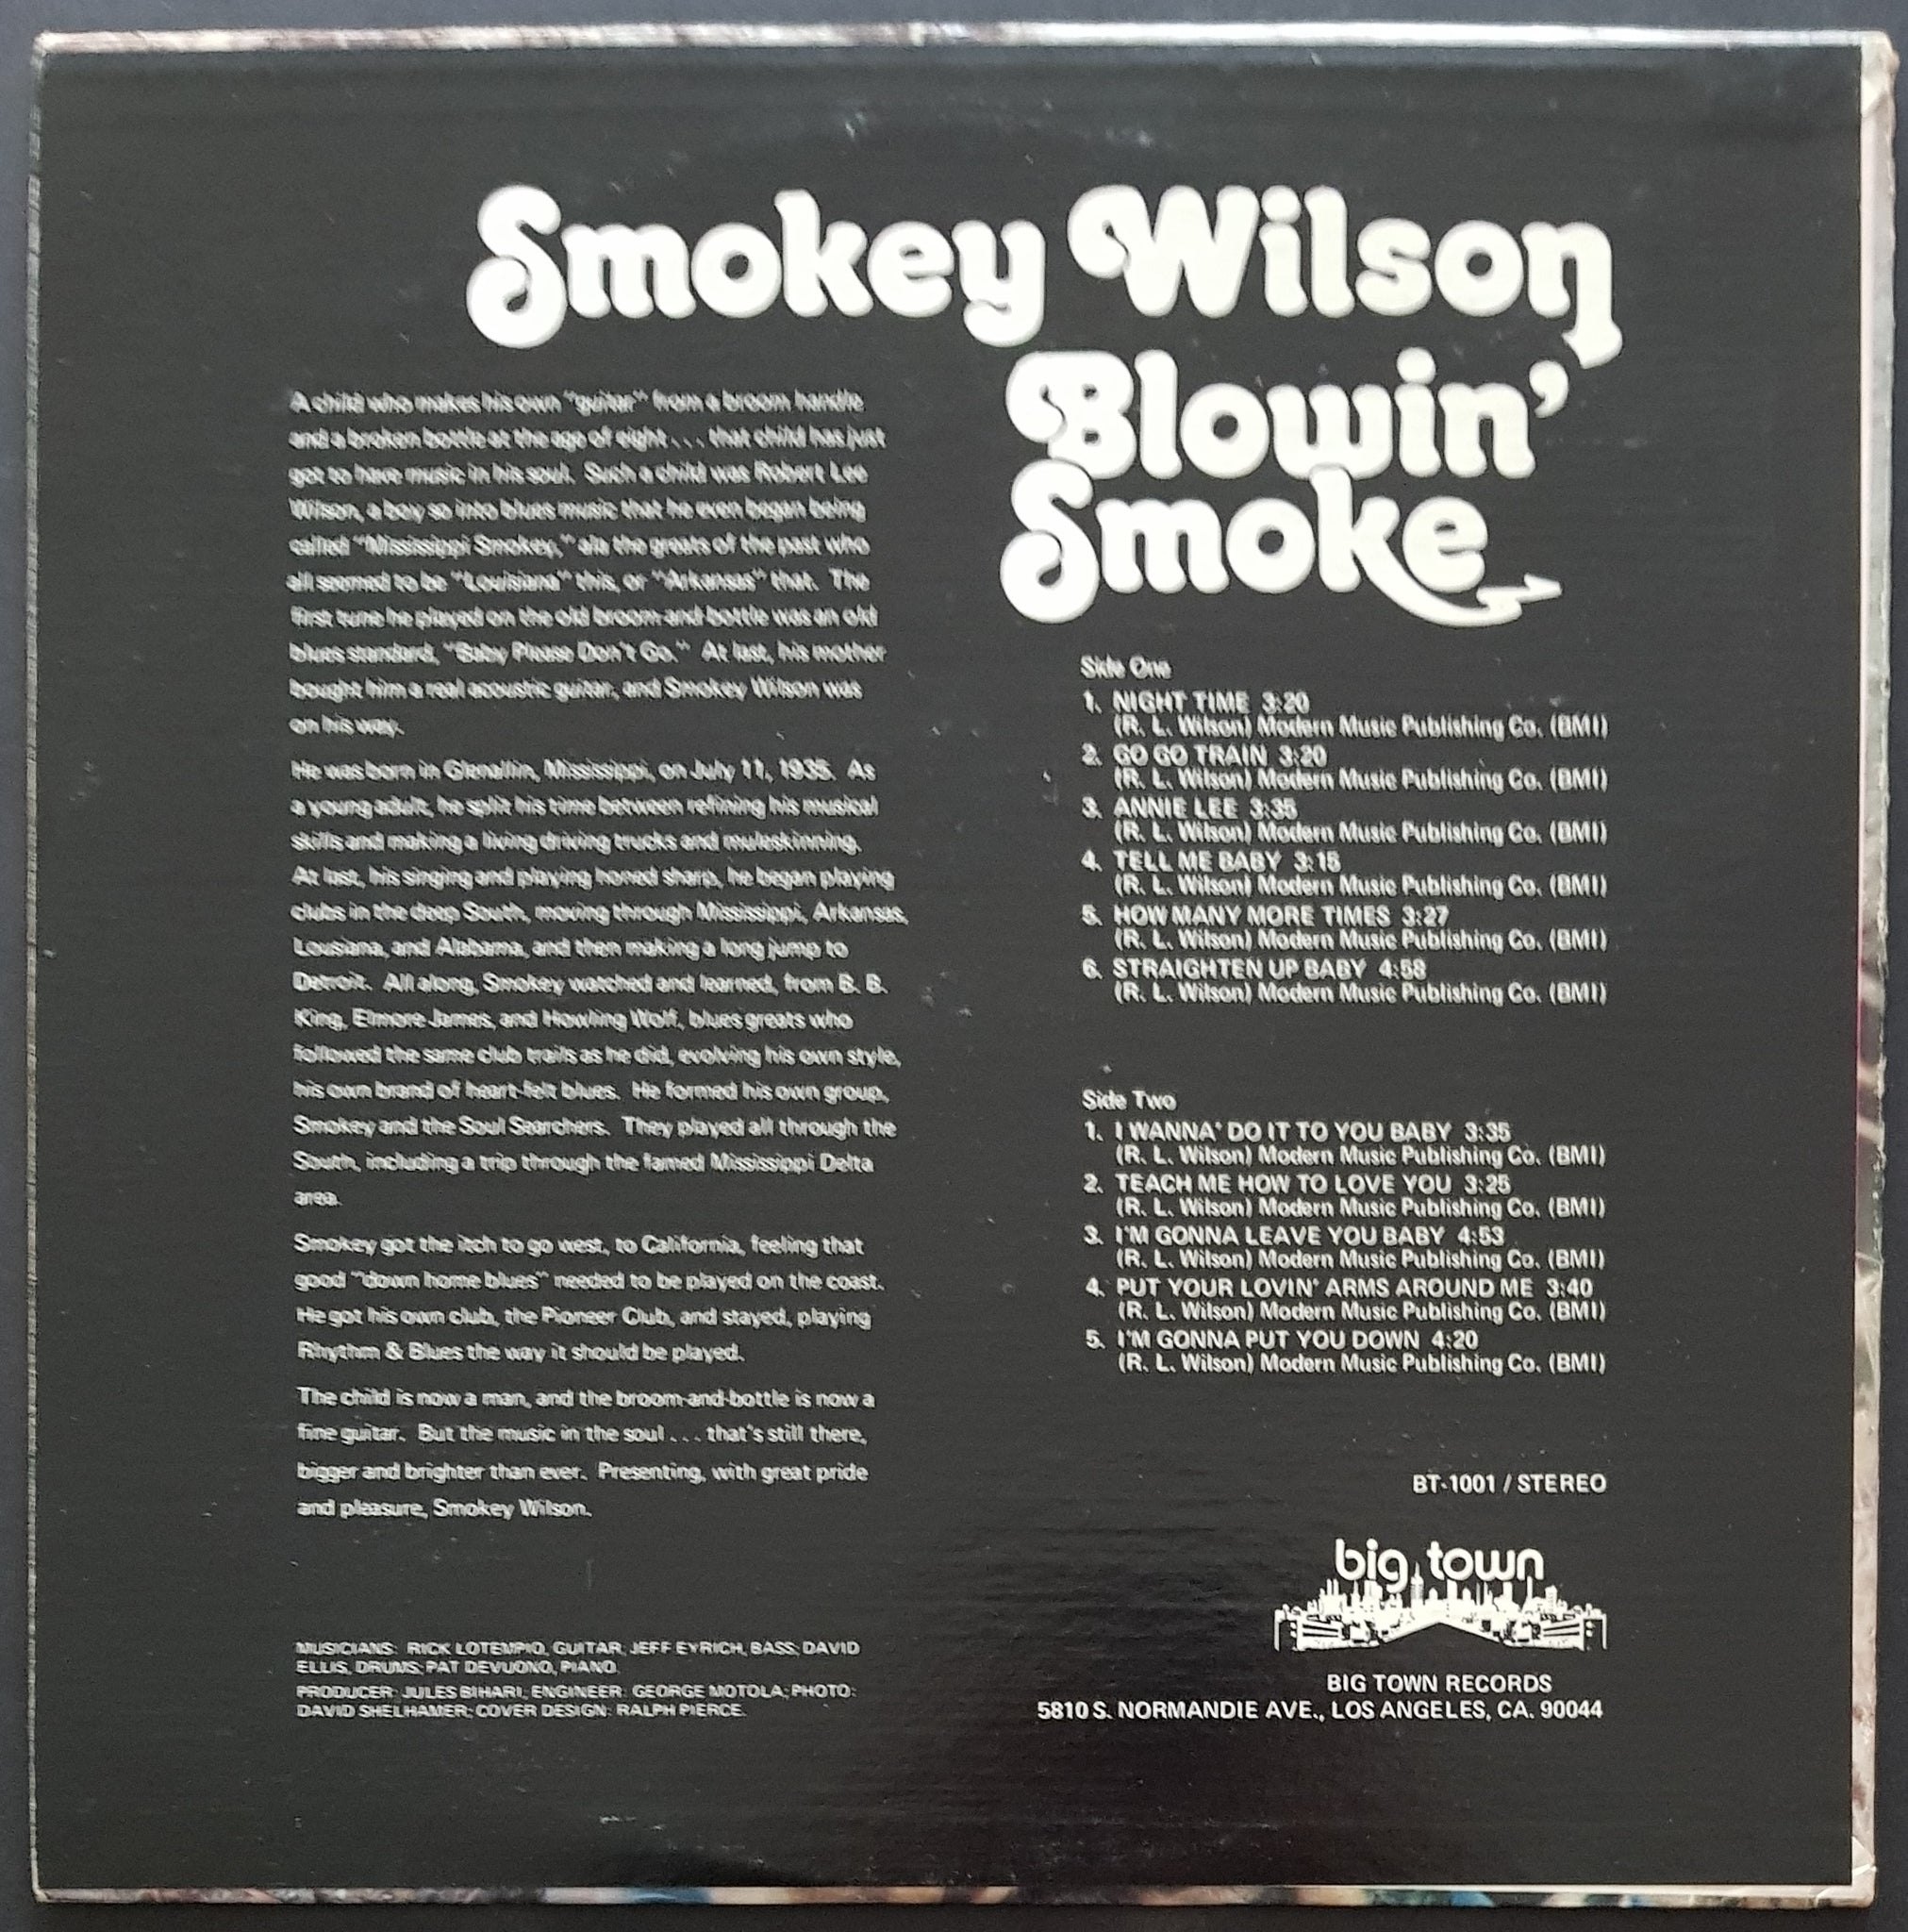 Smokey Wilson
Blowin'
Smoke
A child who makes his own "guitar" from a broom handle
and a broken bottle at the age of eight . . . that child has just
got to have music in his soul. Such a child was Robert Lee
Wilson, a boy so into blues music that he even began being
called "Mississippi Smokey," ala the greats of the past who
all seemed to be "Louisiana" this, or "Arkansas" that. The
first tune he played on the old broom-and-bottle was an old
blues standard, "Baby Please Don't Go." At last, his mother
bought him a real acoustic guitar, and Smokey Wilson was
on his way.
He was born in Glenallin, Mississippi, on July 11, 1935. As
a young adult, he split his time between refining his musical
skills and making a living driving trucks and muleskinning.
At last, his singing and playing honed sharp, he began playing
clubs in the deep South, moving through Mississippi, Arkansas,
Lousiana, and Alabama, and then making a long jump to
Detroit. All along, Smokey watched and learned, from B. B.
King, Elmore James, and Howling Wolf, blues greats who
followed the same club trails as he did, evolving his own style,
his own brand of heart-felt blues. He formed his own group,
Smokey and the Soul Searchers. They played all through the
South, including a trip through the famed Mississippi Delta
area.
Smokey got the itch to go west, to California, feeling that
good "down home blues" needed to be played on the coast.
He got his own club, the Pioneer Club, and stayed, playing
Rhythm & Blues the way it should be played.
The child is now a man, and the broom-and-bottle is now a
fine guitar. But the music in the soul . . . that's still there,
bigger and brighter than ever. Presenting, with great pride
and pleasure, Smokey Wilson.
MUSICIANS: RICK LOTEMPIO, GUITAR; JEFF EYRICH, BASS; DAVID
ELLIS, DRUMS; PAT DEVUONO, PIANO.
PRODUCER: JULES BIHARI; ENGINEER: GEORGE MOTOLA; PHOTO:
DAVID SHELHAMER; COVER DESIGN: RALPH PIERCE.
Side One
1. NIGHT TIME 3:20
(R. L. Wilson) Modern Music Publishing Co. (BMI)
2. GO GO TRAIN 3:20
(R. L. Wilson) Modern Music Publishing Co. (BMI)
3. ANNIE LEE 3:35
(R. L. Wilson) Modern Music Publishing Co. (BMI)
4. TELL ME BABY 3:15
(R. L. Wilson) Modern Music Publishing Co. (BMI)
5. HOW MANY MORE TIMES 3:27
(R. L. Wilson) Modern Music Publishing Co. (BMI)
6. STRAIGHTEN UP BABY 4:58
(R. L. Wilson) Modern Music Publishing Co. (BMI)
Side Two
1. I WANNA' DO IT TO YOU BABY 3:35
(R. L. Wilson) Modern Music Publishing Co. (BMI)
2. TEACH ME HOW TO LOVE YOU 3:25
(R. L. Wilson) Modern Music Publishing Co. (BMI)
3. I'M GONNA LEAVE YOU BABY 4:53
(R. L. Wilson) Modern Music Publishing Co. (BMI)
4. PUT YOUR LOVIN' ARMS AROUND ME 3:40
(R. L. Wilson) Modern Music Publishing Co. (BMI)
5. I'M GONNA PUT YOU DOWN 4:20
(R. L. Wilson) Modern Music Publishing Co. (BMI)
BT-1001 / STEREO
big town
BIG TOWN RECORDS
5810 S. NORMANDIE AVE., LOS ANGELES, CA. 90044